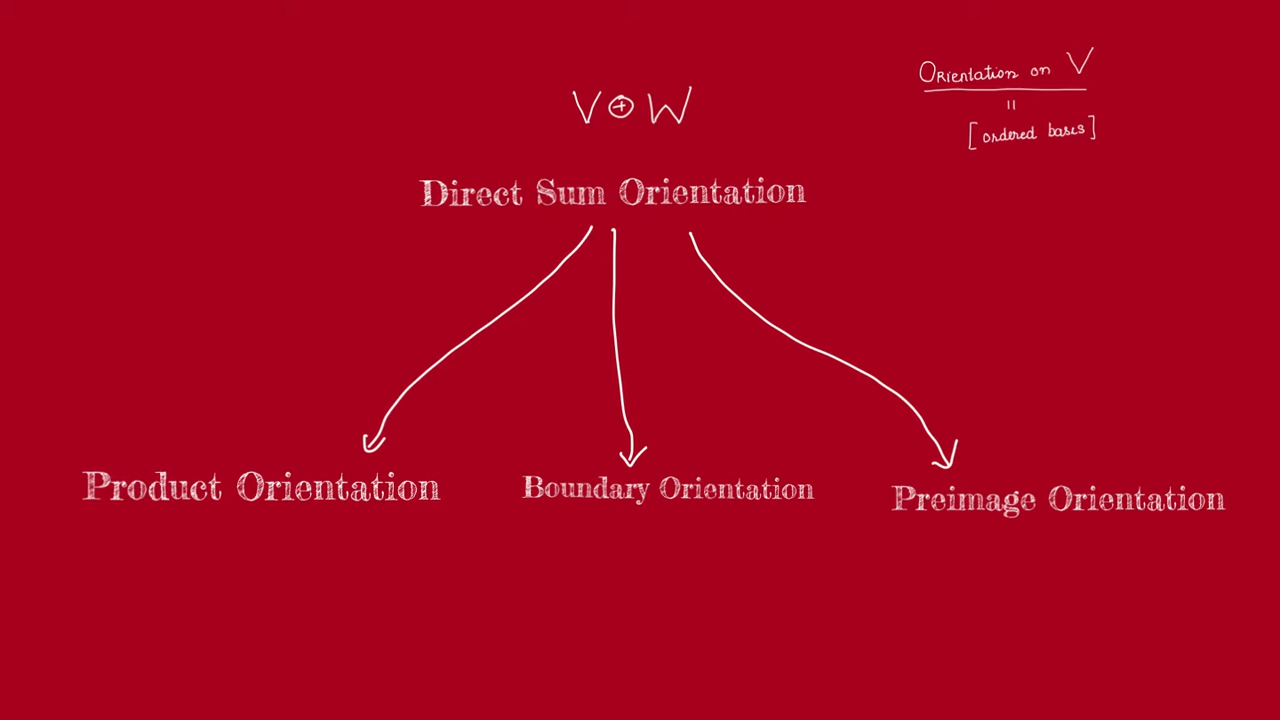 Orientation on V
=
[ordered basis]
V ⊕ W
Direct Sum Orientation
Product Orientation
Boundary Orientation
Preimage Orientation